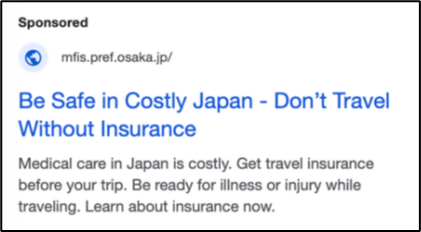 Sponsored
mfis.pref.osaka.jp/
Be Safe in Costly Japan - Don’t Travel
Without Insurance
Medical care in Japan is costly. Get travel insurance
before your trip. Be ready for illness or injury while
traveling. Learn about insurance now.